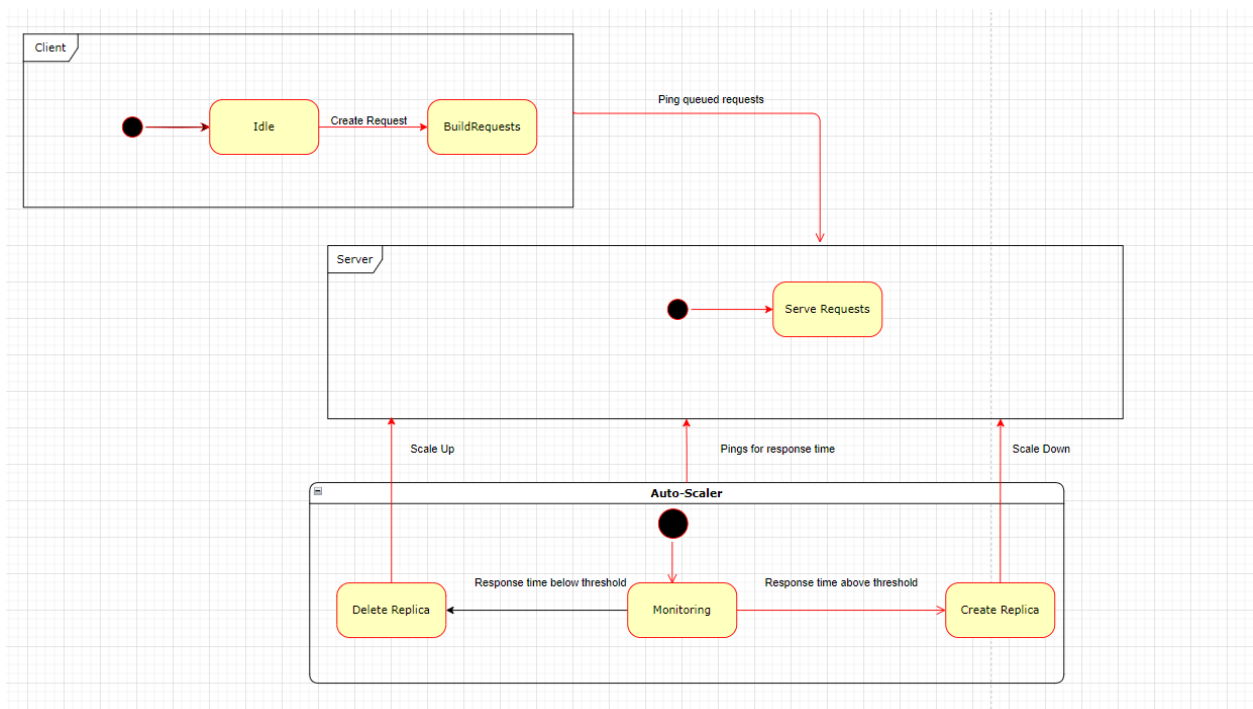 Client
Ping queued requests
Idle
Create Request
BuildRequests
Server
Serve Requests
Scale Up
Pings for response time
Scale Down
Auto-Scaler
Response time below threshold
Response time above threshold
Delete Replica
Monitoring
Create Replica